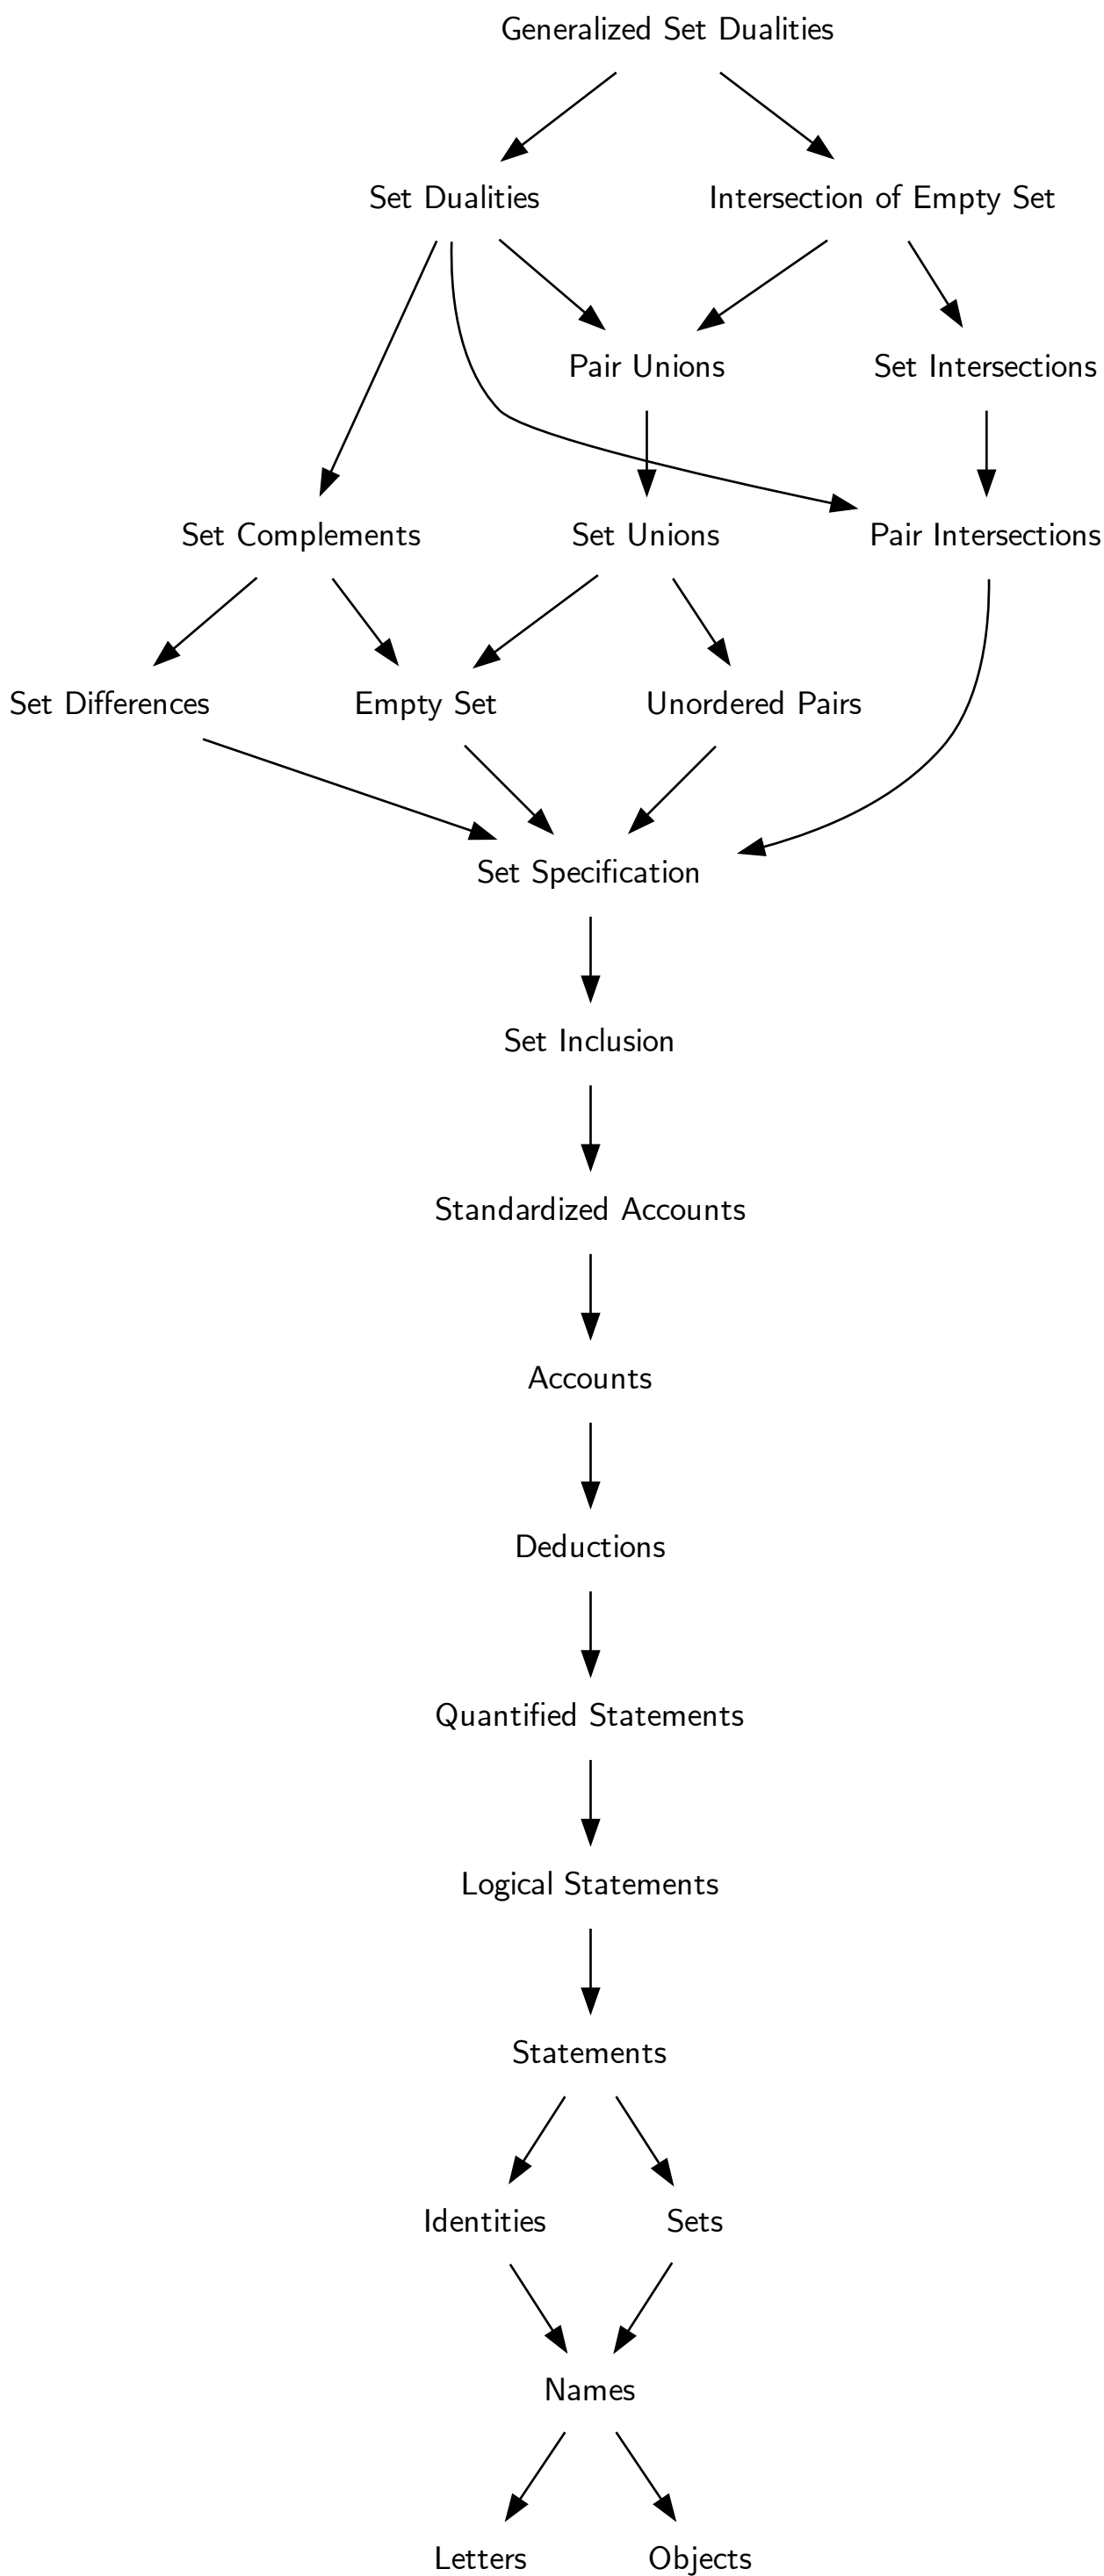 Generalized Set Dualities
Set Dualities
Intersection of Empty Set
Pair Unions
Set Intersections
Set Complements
Set Unions
Pair Intersections
Set Differences
Empty Set
Unordered Pairs
Set Specification
Set Inclusion
Standardized Accounts
Accounts
Deductions
Quantified Statements
Logical Statements
Statements
Identities
Sets
Names
Letters
Objects